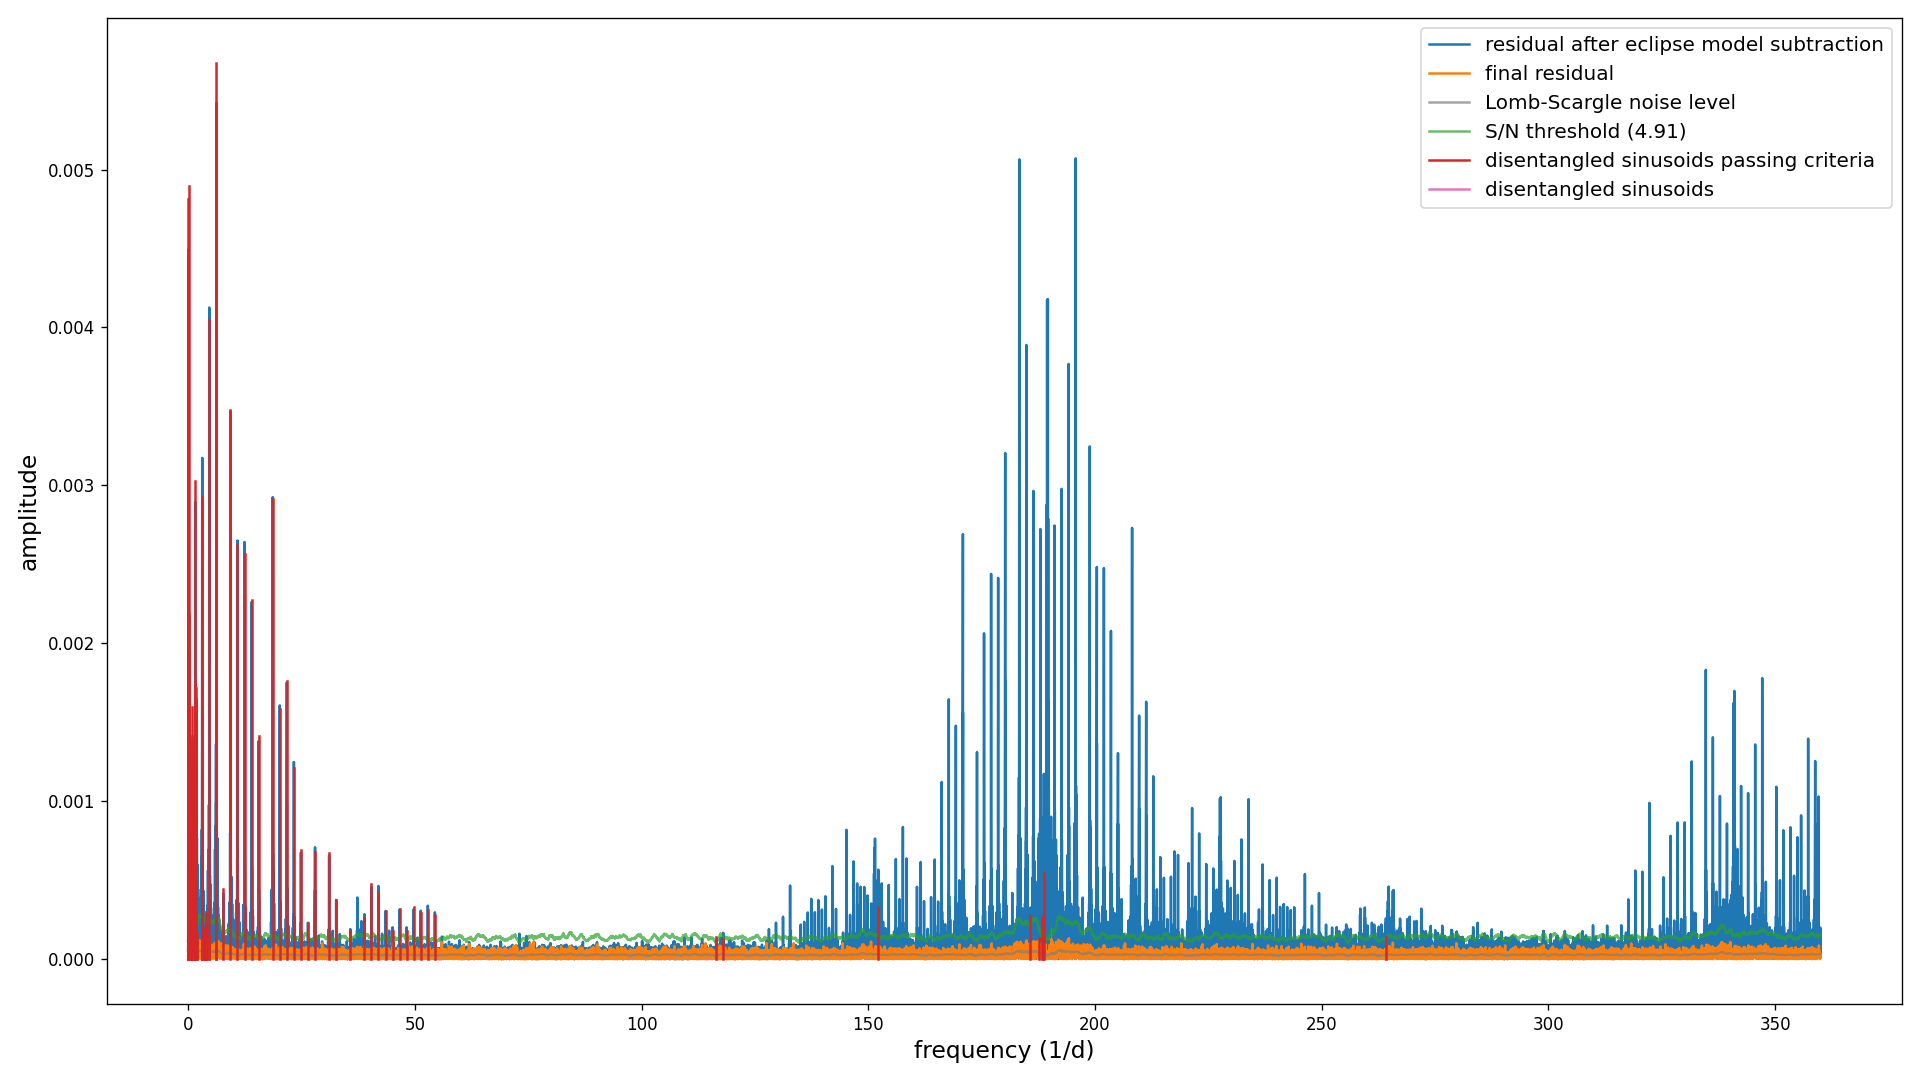 residual after eclipse model subtraction
final residual
Lomb-Scargle noise level
S/N threshold (4.91)
disentangled sinusoids passing criteria
disentangled sinusoids
amplitude
0.005
0.004
0.003
0.002
0.001
0.000
0 50 100 150 200 250 300 350
frequency (1/d)